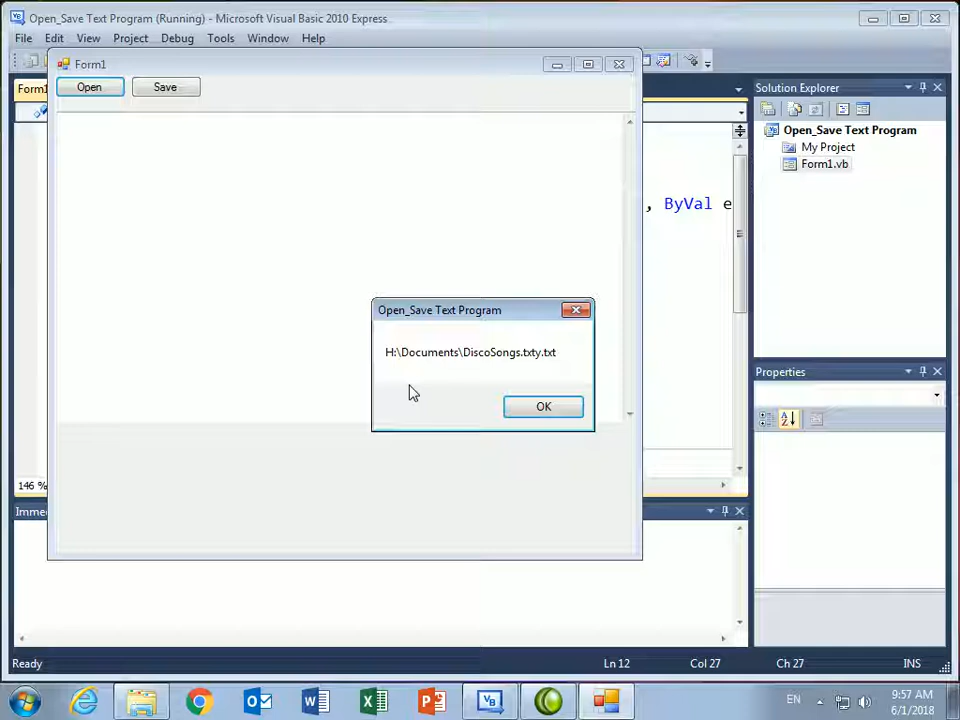 Open_Save Text Program (Running) - Microsoft Visual Basic 2010 Express
File Edit View Project Debug Tools Window Help
Form1
Open Save
Form1
Solution Explorer
Open_Save Text Program
My Project
Form1.vb
, ByVal e
Open_Save Text Program
H:\Documents\DiscoSongs.txty.txt
OK
Properties
146 %
Immed
Ready Ln 12 Col 27 Ch 27 INS
EN 9:57 AM
6/1/2018